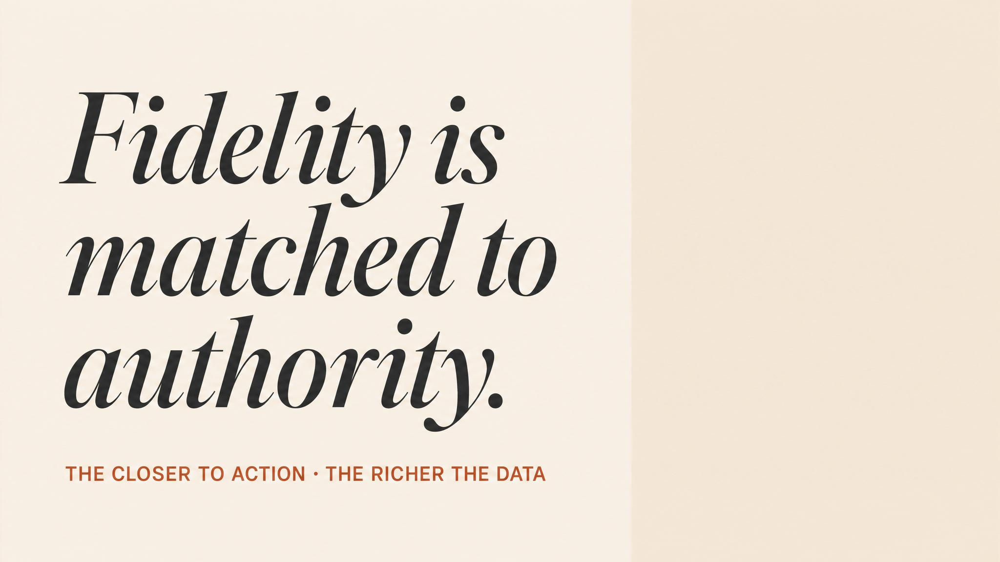 Fidelity is
matched to
authority.
THE CLOSER TO ACTION · THE RICHER THE DATA